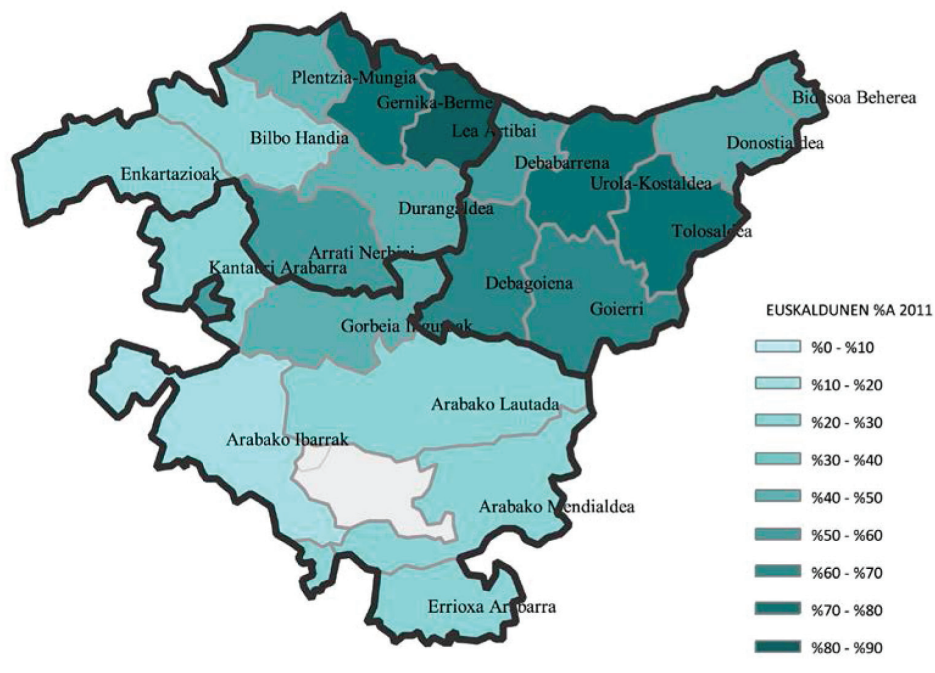 Plentzia-Mungia
Gernika-Berme
Bidasoa Beherea
Lea Artibai
Bilbo Handia
Donostialdea
Debabarrena
Enkartazioak
Urola-Kostaldea
Durangaldea
Tolosaldea
Arrati Nerbioi
Kantauri Arabarra
Debagoiena
Goierri
Gorbeia Inguruak
Arabako Lautada
Arabako Ibarrak
Arabako Mendialdea
Errioxa Arabarra
EUSKALDUNEN %A 2011
%0 - %10
%10 - %20
%20 - %30
%30 - %40
%40 - %50
%50 - %60
%60 - %70
%70 - %80
%80 - %90